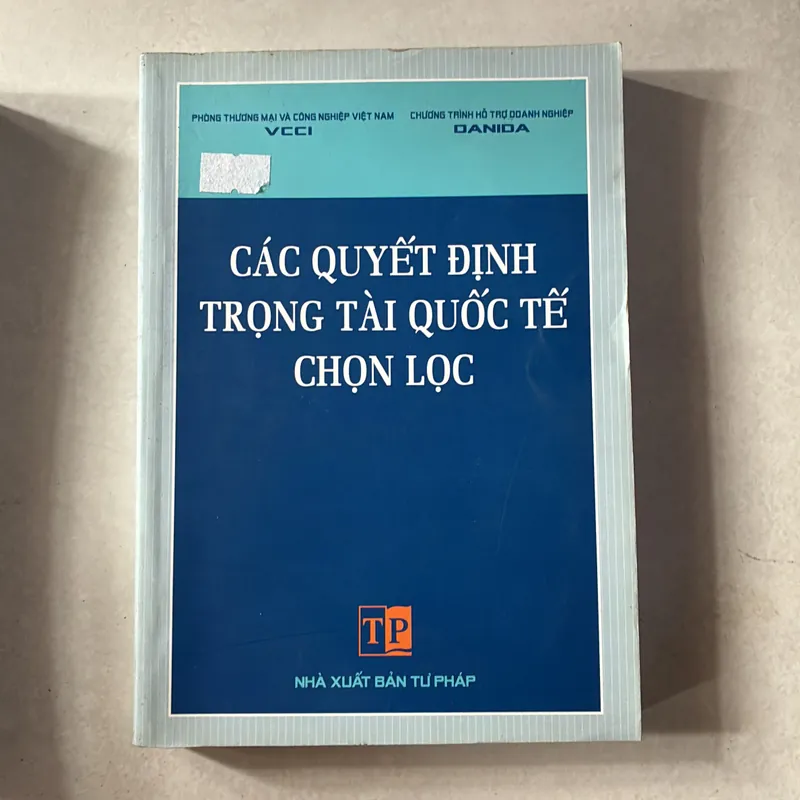 PHÒNG THƯƠNG MẠI VÀ CÔNG NGHIỆP VIỆT NAM
VCCI
CHƯƠNG TRÌNH HỖ TRỢ DOANH NGHIỆP
DANIDA
CÁC QUYẾT ĐỊNH
TRỌNG TÀI QUỐC TẾ
CHỌN LỌC
TP
NHÀ XUẤT BẢN TƯ PHÁP